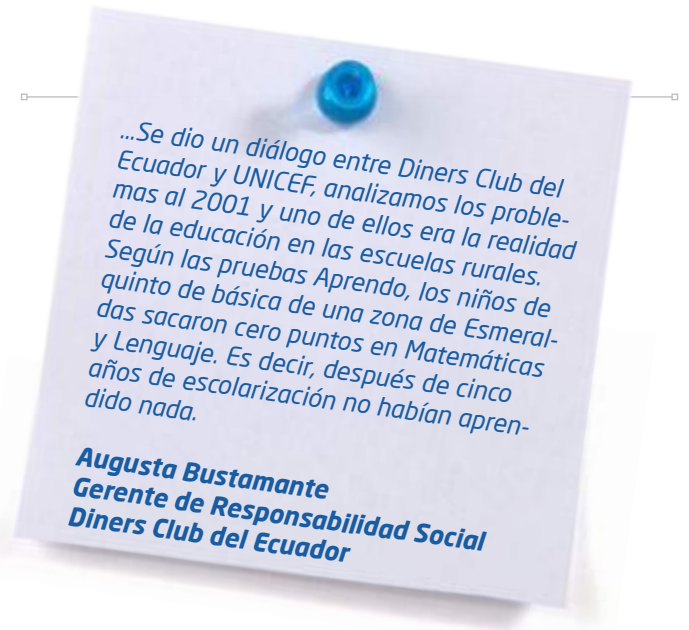 ...Se dio un diálogo entre Diners Club del
Ecuador y UNICEF, analizamos los proble-
mas al 2001 y uno de ellos era la realidad
de la educación en las escuelas rurales.
Según las pruebas Aprendo, los niños de
quinto de básica de una zona de Esmeral-
das sacaron cero puntos en Matemáticas
y Lenguaje. Es decir, después de cinco
años de escolarización no habían apren-
dido nada.
Augusta Bustamante
Gerente de Responsabilidad Social
Diners Club del Ecuador